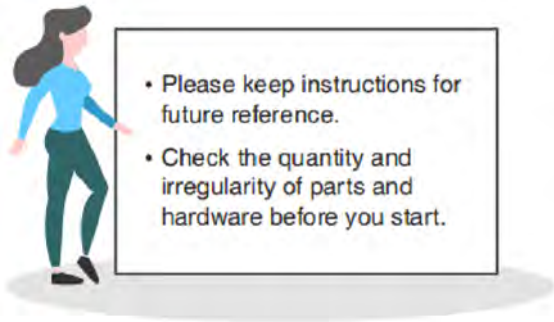 • Please keep instructions for
future reference.
• Check the quantity and
irregularity of parts and
hardware before you start.